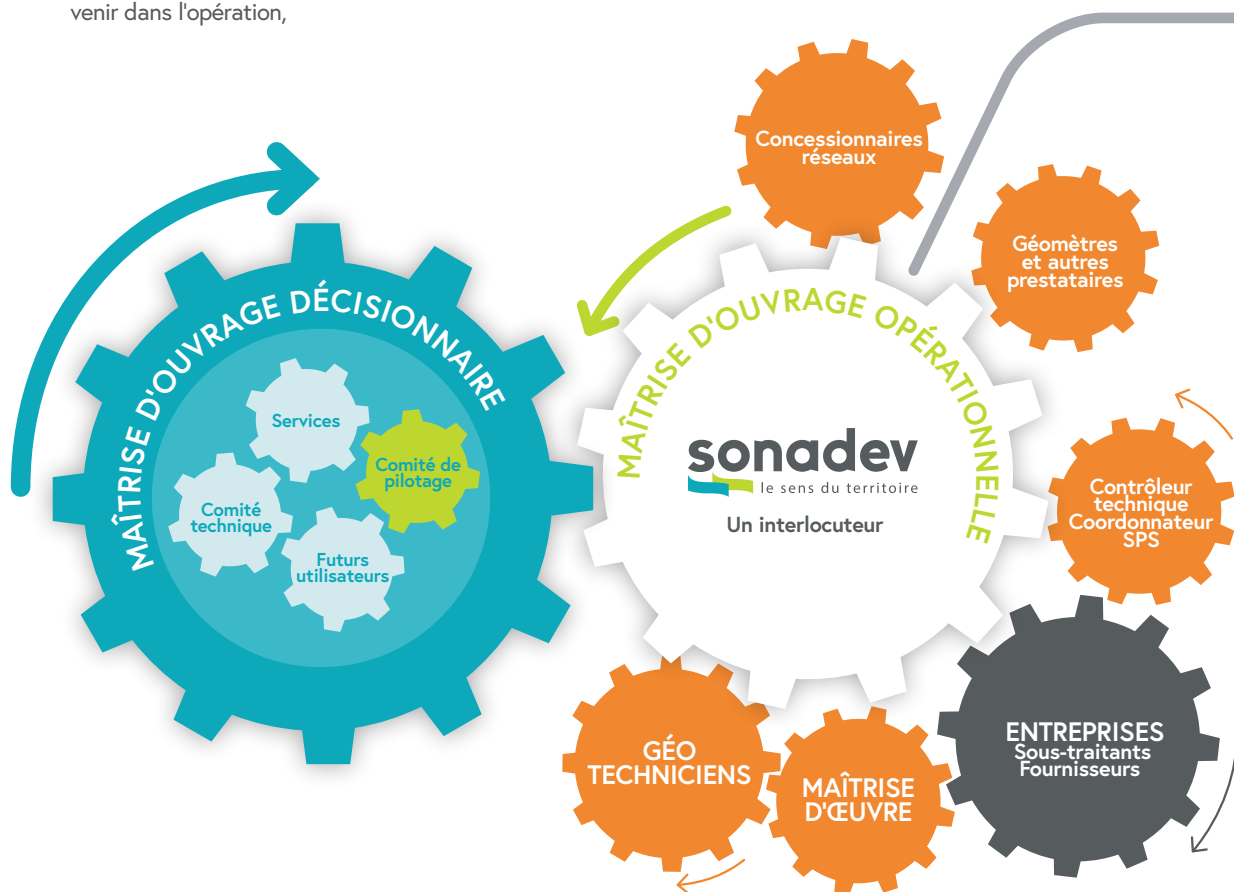 venir dans l'opération,
MAÎTRISE D'OUVRAGE DÉCISIONNAIRE
Services
Comité de
pilotage
Comité
technique
Futurs
utilisateurs
MAÎTRISE D'OUVRAGE OPÉRATIONNELLE
sonadev
le sens du territoire
Un interlocuteur
Concessionnaires
réseaux
Géomètres
et autres
prestataires
Contrôleur
technique
Coordonnateur
SPS
ENTREPRISES
Sous-traitants
Fournisseurs
MAÎTRISE
D'ŒUVRE
GÉO
TECHNICIENS